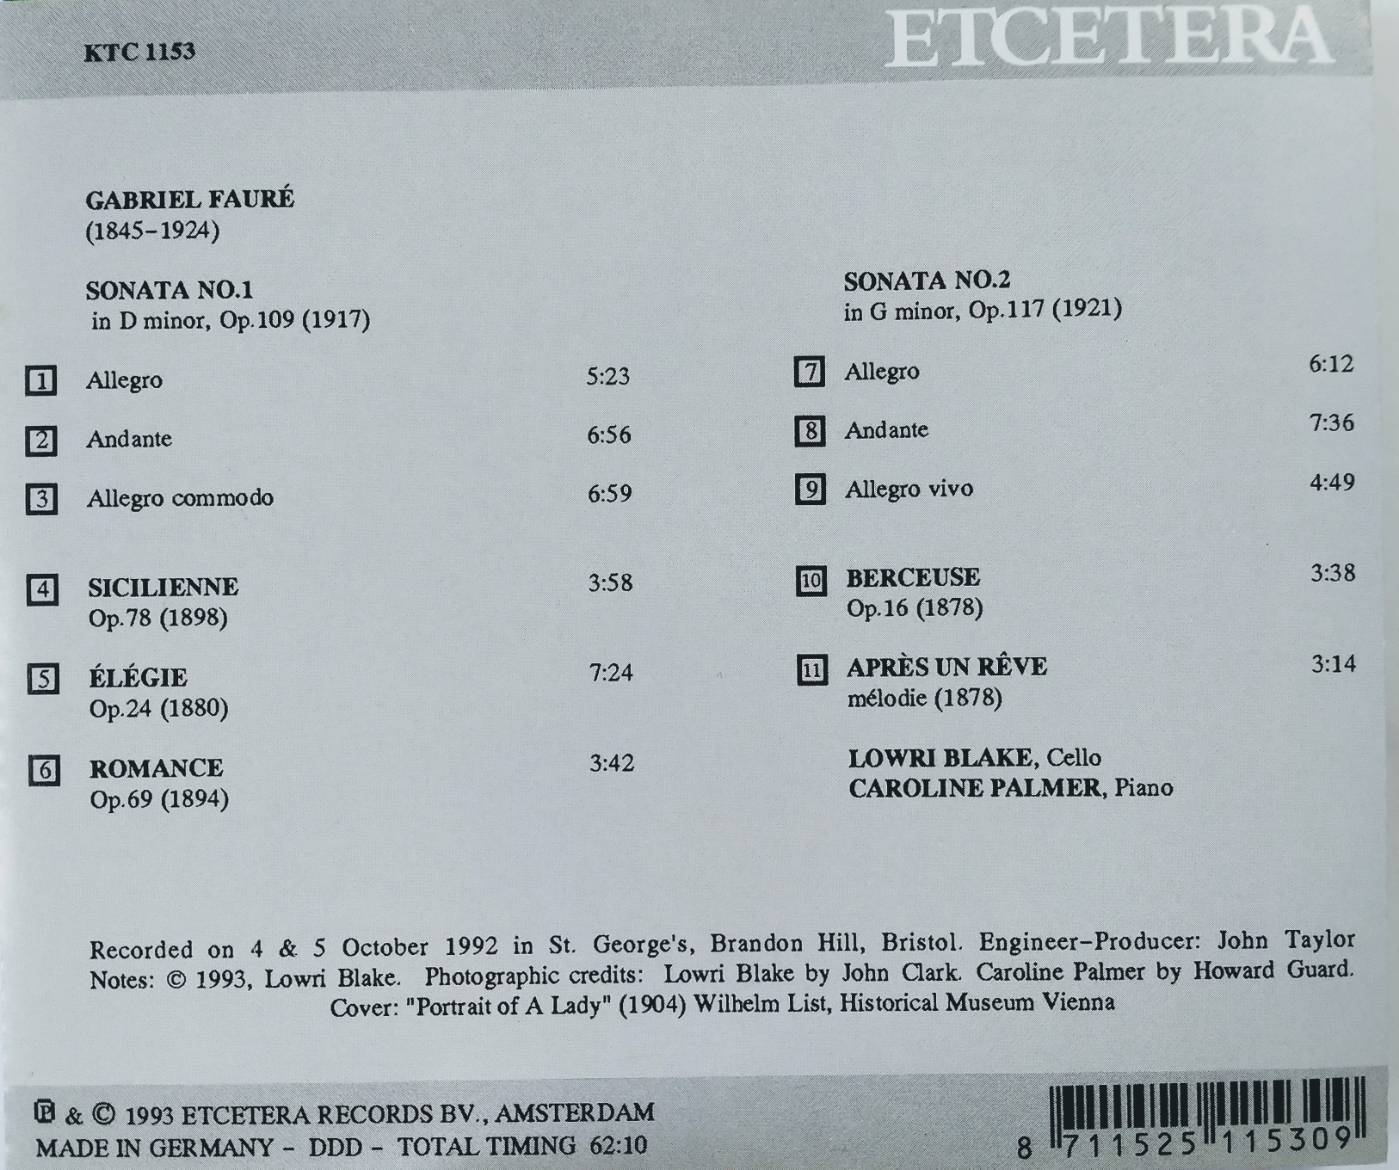 KTC 1153
ETCETERA
GABRIEL FAURÉ
(1845-1924)
SONATA NO.1
in D minor, Op.109 (1917)
1 Allegro 5:23
2 Andante 6:56
3 Allegro commodo 6:59
4 SICILIENNE 3:58
Op.78 (1898)
5 ÉLÉGIE 7:24
Op.24 (1880)
6 ROMANCE 3:42
Op.69 (1894)
SONATA NO.2
in G minor, Op.117 (1921)
7 Allegro 6:12
8 Andante 7:36
9 Allegro vivo 4:49
10 BERCEUSE 3:38
Op.16 (1878)
11 APRÈS UN RÊVE 3:14
mélodie (1878)
LOWRI BLAKE, Cello
CAROLINE PALMER, Piano
Recorded on 4 & 5 October 1992 in St. George's, Brandon Hill, Bristol. Engineer-Producer: John Taylor
Notes: © 1993, Lowri Blake. Photographic credits: Lowri Blake by John Clark. Caroline Palmer by Howard Guard.
Cover: "Portrait of A Lady" (1904) Wilhelm List, Historical Museum Vienna
℗ & © 1993 ETCETERA RECORDS BV., AMSTERDAM
MADE IN GERMANY - DDD - TOTAL TIMING 62:10
8 711525 115309